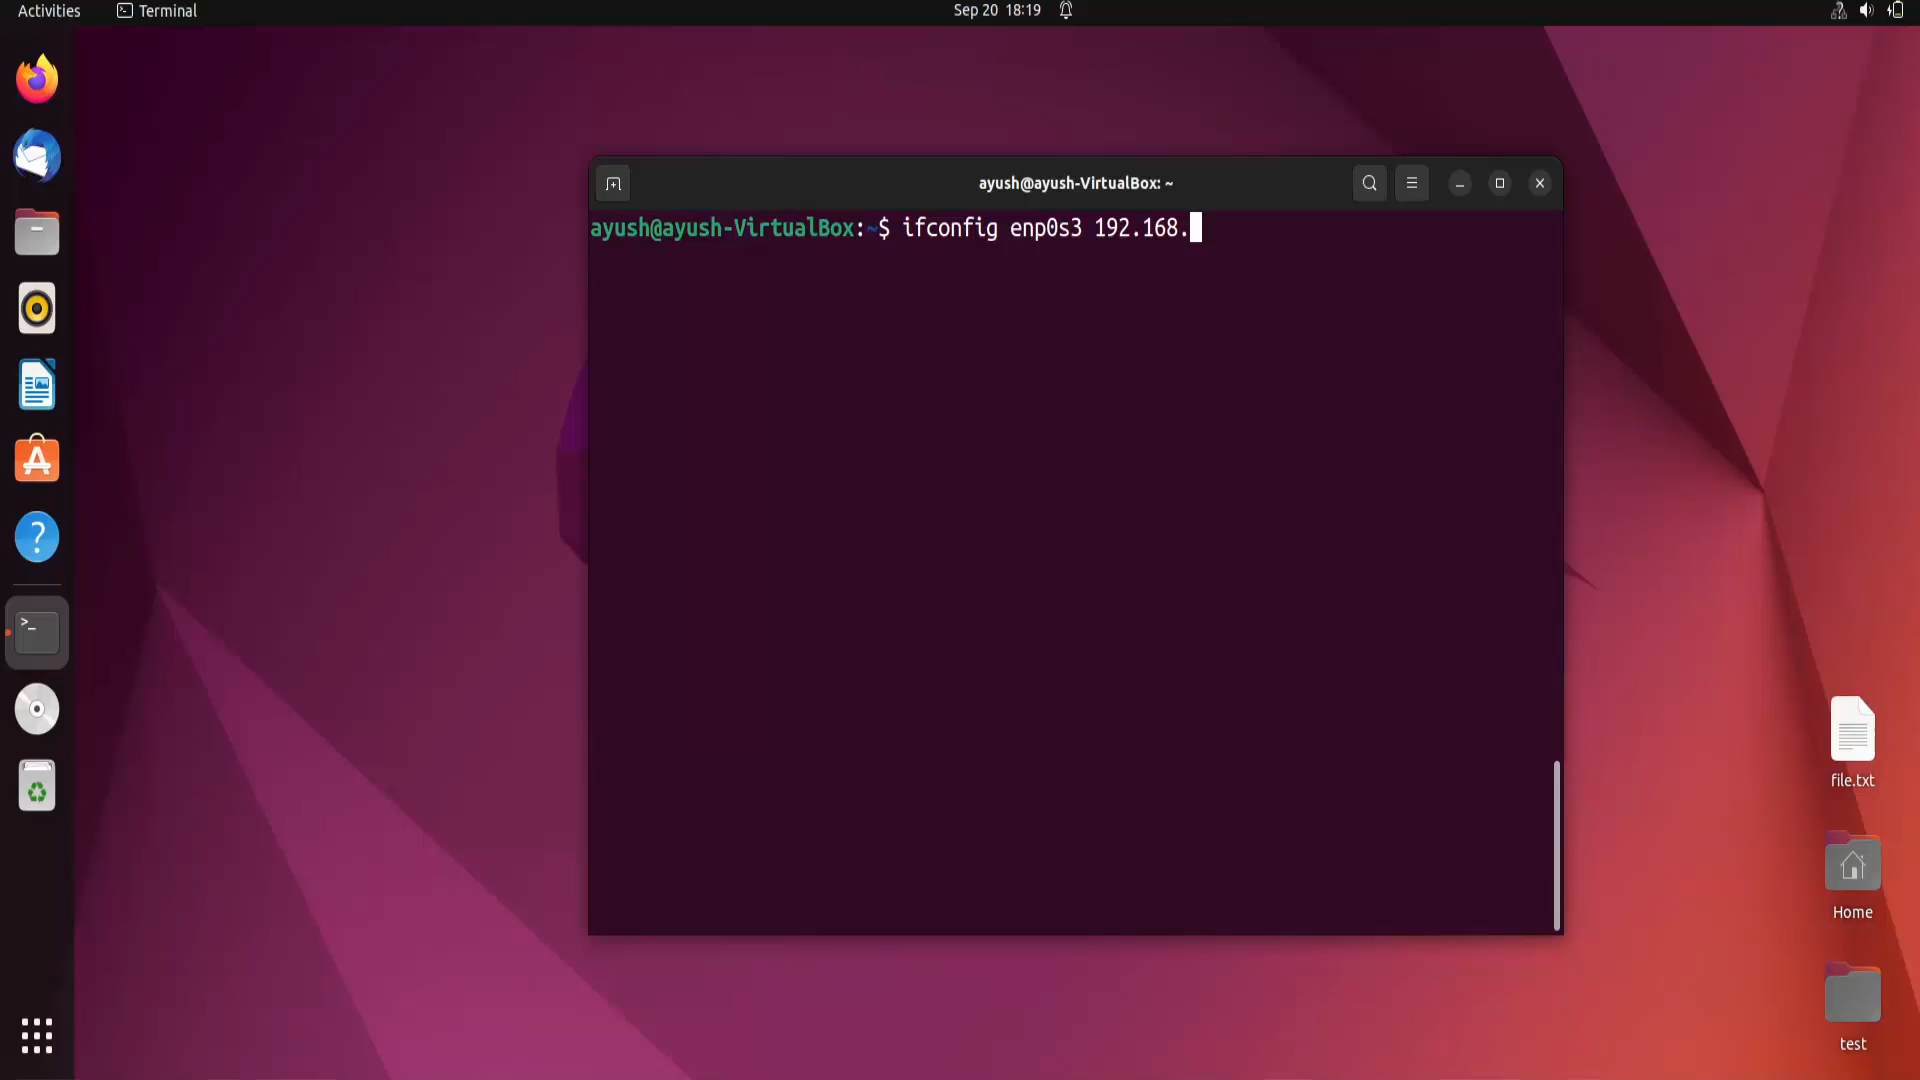 Activities
Terminal
Sep 20 18:19
ayush@ayush-VirtualBox: ~
ayush@ayush-VirtualBox:~$ ifconfig enp0s3 192.168.
file.txt
Home
test